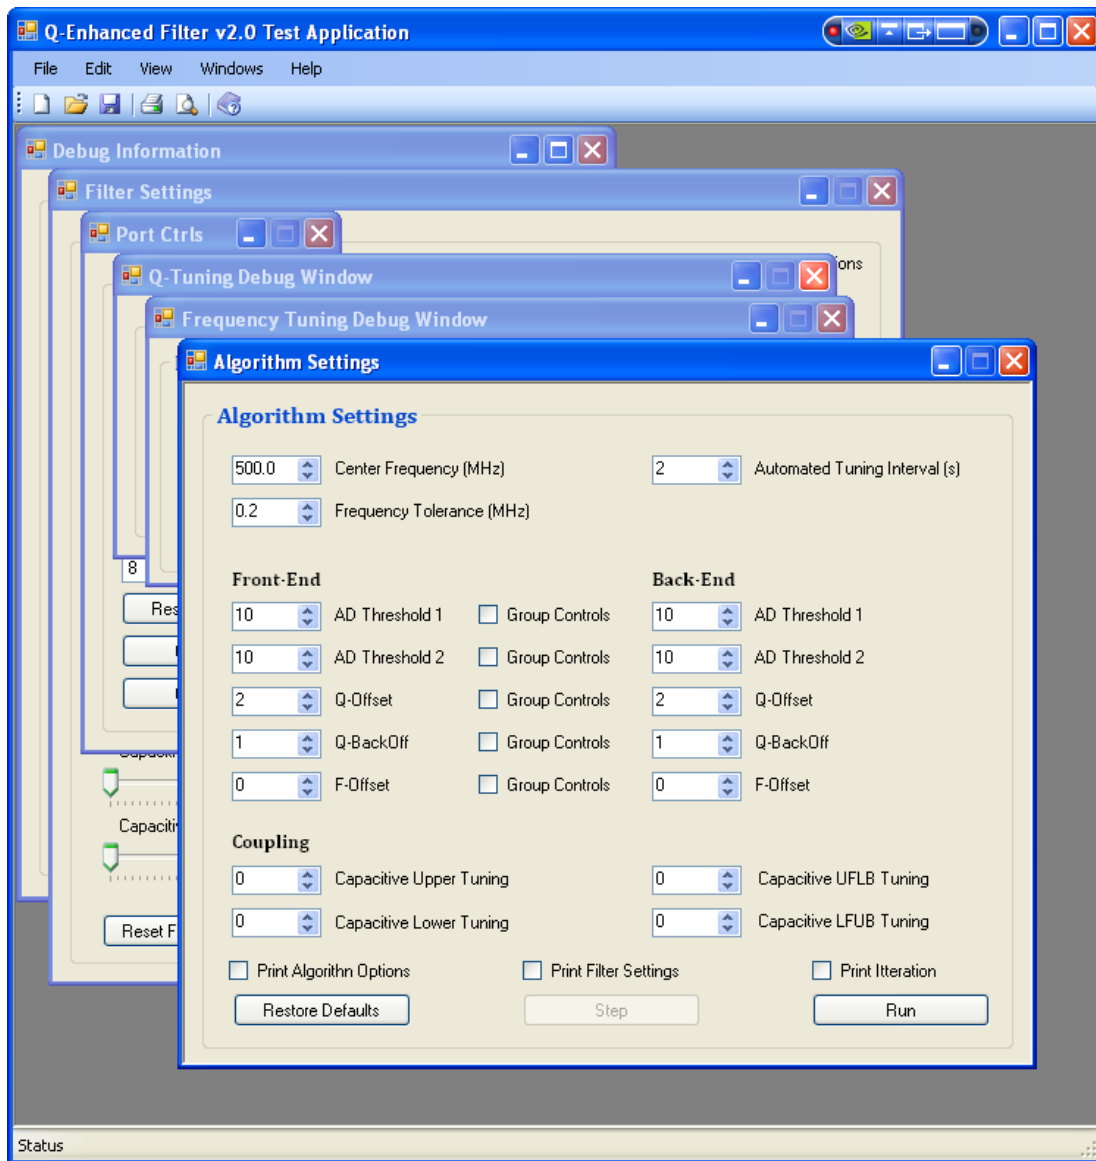 Q-Enhanced Filter v2.0 Test Application
File Edit View Windows Help
Debug Information
Filter Settings
Port Ctrls
Q-Tuning Debug Window
Frequency Tuning Debug Window
Algorithm Settings
Algorithm Settings
500.0 Center Frequency (MHz) 2 Automated Tuning Interval (s)
0.2 Frequency Tolerance (MHz)
8
Front-End Back-End
10 AD Threshold 1 Group Controls 10 AD Threshold 1
10 AD Threshold 2 Group Controls 10 AD Threshold 2
2 Q-Offset Group Controls 2 Q-Offset
1 Q-BackOff Group Controls 1 Q-BackOff
0 F-Offset Group Controls 0 F-Offset
Coupling
0 Capacitive Upper Tuning 0 Capacitive UFLB Tuning
0 Capacitive Lower Tuning 0 Capacitive LFUB Tuning
Reset F
Print Algorithn Options Print Filter Settings Print Itteration
Restore Defaults Step Run
Status